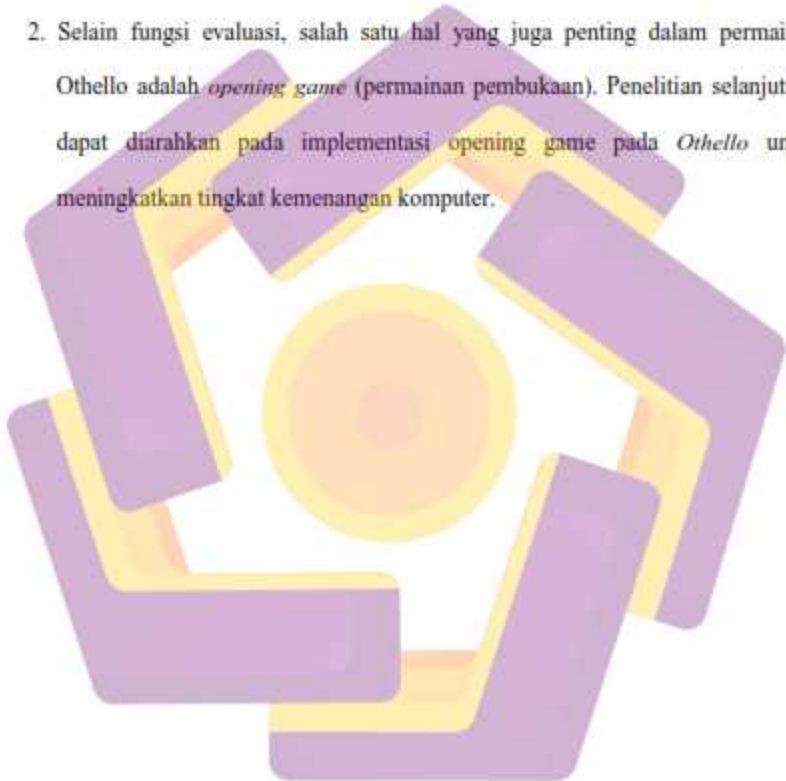 2. Selain fungsi evaluasi, salah satu hal yang juga penting dalam permai
Othello adalah opening game (permainan pembukaan). Penelitian selanjut
dapat diarahkan pada implementasi opening game pada Othello un
meningkatkan tingkat kemenangan komputer.